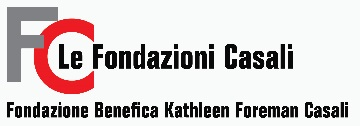 FC Le Fondazioni Casali
Fondazione Benefica Kathleen Foreman Casali